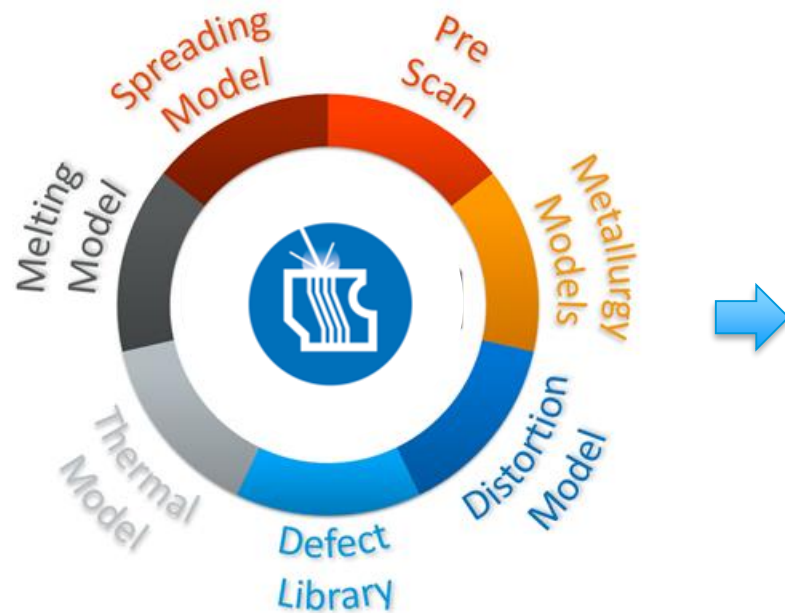 Spreading
Model
Pre
Scan
Metallurgy
Models
Distortion
Model
Defect
Library
Thermal
Model
Melting
Model